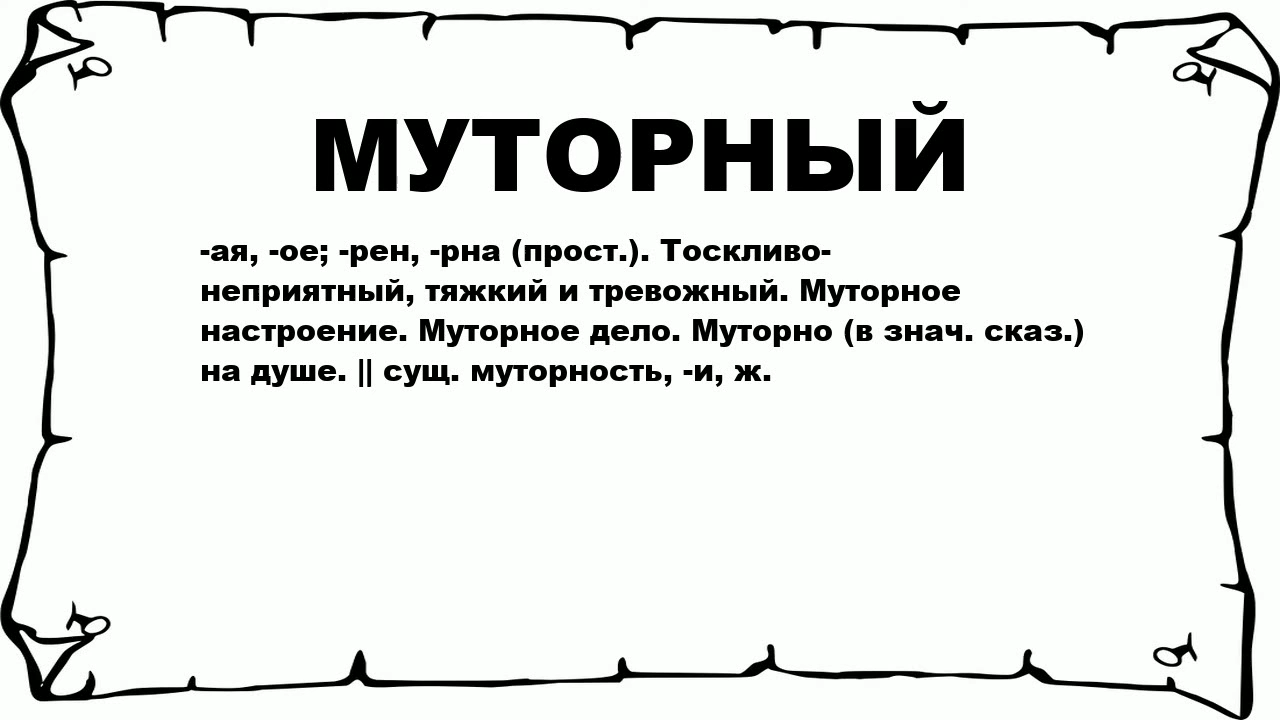 МУТОРНЫЙ
-ая, -ое; -рен, -рна (прост.). Тоскливо-
неприятный, тяжкий и тревожный. Муторное
настроение. Муторное дело. Муторно (в знач. сказ.)
на душе. || сущ. муторность, -и, ж.